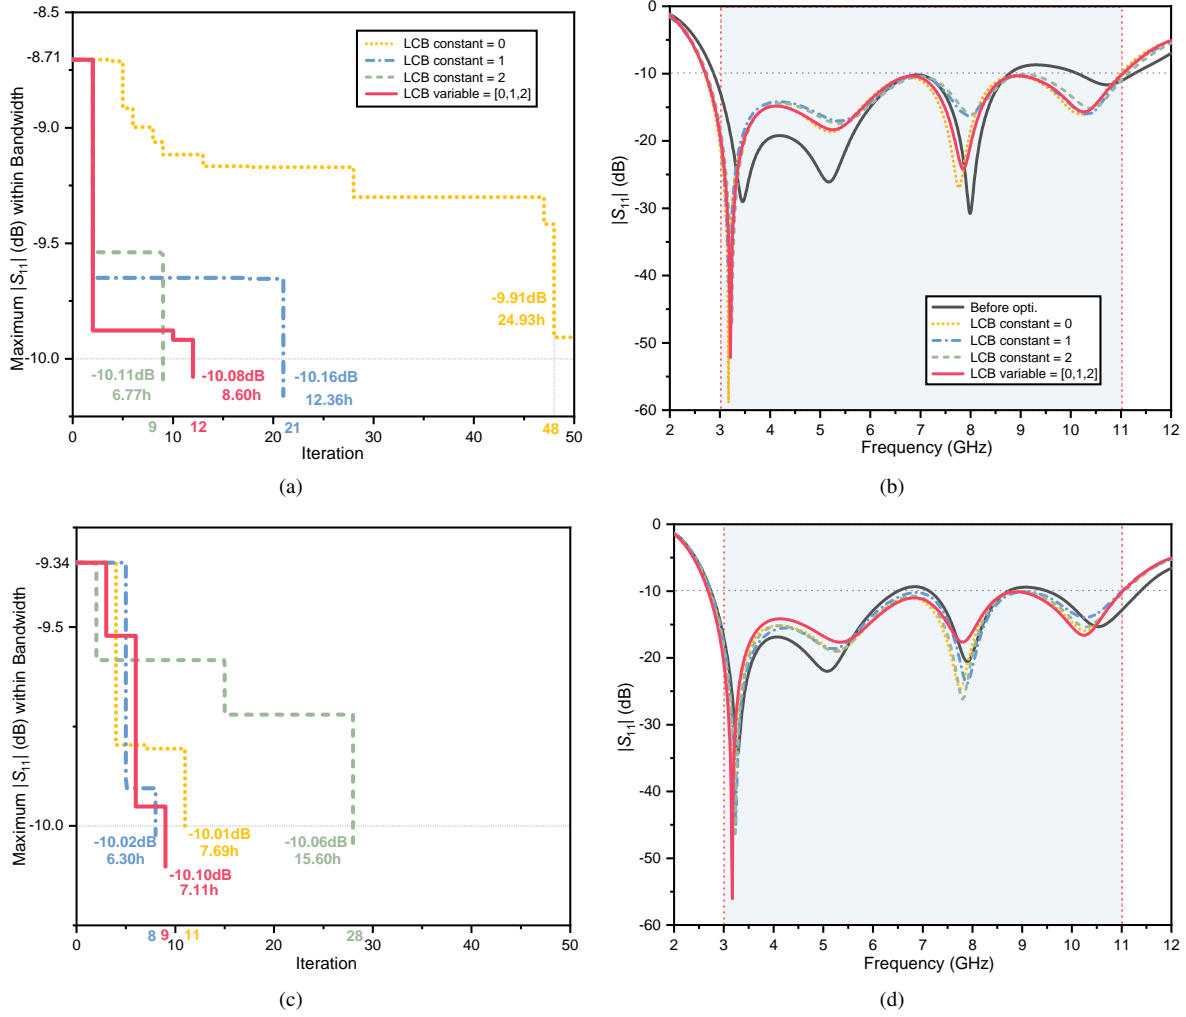 -8.5
-8.71
-9.0
-9.5
-10.0
Maximum |S11| (dB) within Bandwidth
LCB constant = 0
LCB constant = 1
LCB constant = 2
LCB variable = [0,1,2]
-9.91dB
24.93h
-10.11dB
6.77h
-10.08dB
8.60h
-10.16dB
12.36h
0 10 20 30 40 50
9 12 21 48
Iteration
(a)
0
-10
-20
-30
-40
-50
-60
|S11| (dB)
Before opti.
LCB constant = 0
LCB constant = 1
LCB constant = 2
LCB variable = [0,1,2]
2 3 4 5 6 7 8 9 10 11 12
Frequency (GHz)
(b)
-9.34
-9.5
-10.0
Maximum |S11| (dB) within Bandwidth
-10.02dB
6.30h
-10.01dB
7.69h
-10.10dB
7.11h
-10.06dB
15.60h
0 10 20 30 40 50
8 9 11 28
Iteration
(c)
0
-10
-20
-30
-40
-50
-60
|S11| (dB)
2 3 4 5 6 7 8 9 10 11 12
Frequency (GHz)
(d)